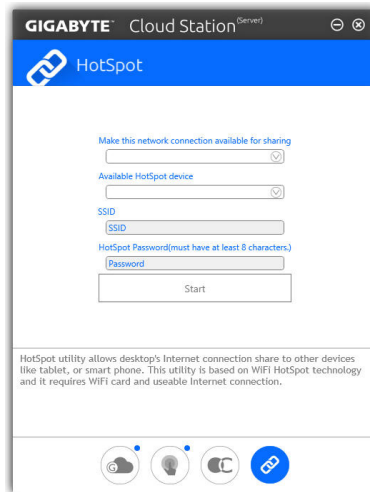 GIGABYTE™ Cloud Station (Server)
HotSpot
Make this network connection available for sharing
Available HotSpot device
SSID
SSID
HotSpot Password(must have at least 8 characters.)
Password
Start
HotSpot utility allows desktop's Internet connection share to other devices
like tablet, or smart phone. This utility is based on WiFi HotSpot technology
and it requires WiFi card and useable Internet connection.
G